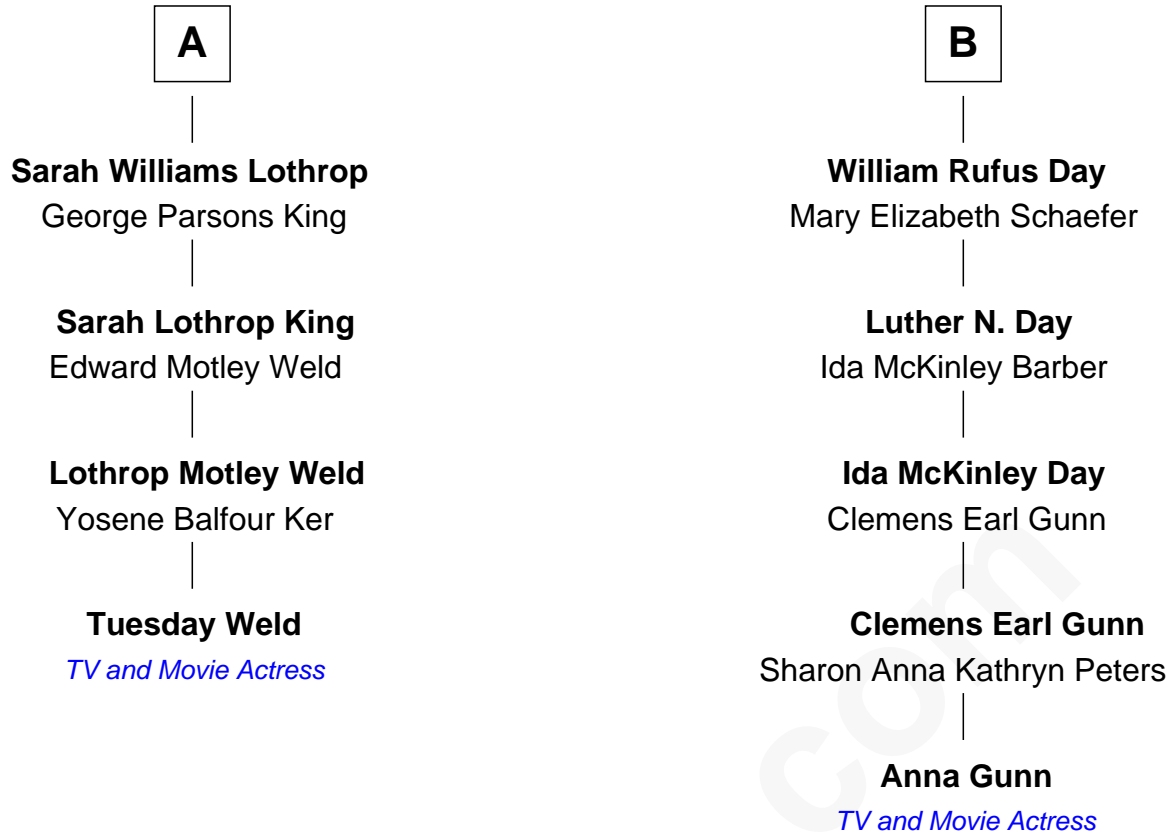 A
Sarah Williams Lothrop
George Parsons King
Sarah Lothrop King
Edward Motley Weld
Lothrop Motley Weld
Yosene Balfour Ker
Tuesday Weld
TV and Movie Actress
B
William Rufus Day
Mary Elizabeth Schaefer
Luther N. Day
Ida McKinley Barber
Ida McKinley Day
Clemens Earl Gunn
Clemens Earl Gunn
Sharon Anna Kathryn Peters
Anna Gunn
TV and Movie Actress
com